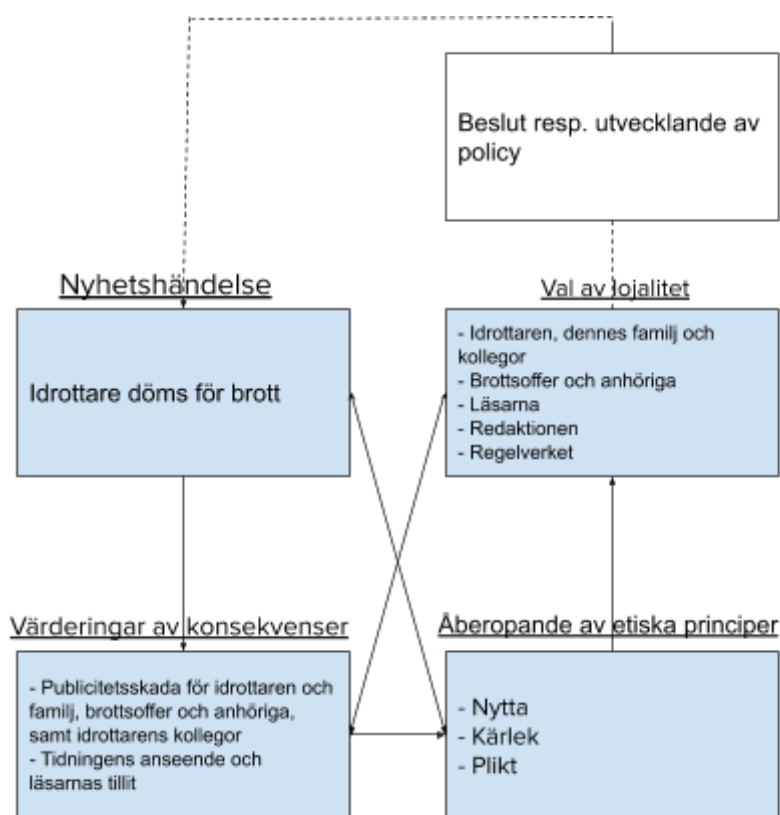 Beslut resp. utvecklande av
policy
Nyhetshändelse
Idrottare döms för brott
Val av lojalitet
- Idrottaren, dennes familj och
kollegor
- Brottsoffer och anhöriga
- Läsarna
- Redaktionen
- Regelverket
Värderingar av konsekvenser
- Publicitetsskada för idrottaren och
familj, brottsoffer och anhöriga,
samt idrottarens kollegor
- Tidningens anseende och
läsarnas tillit
Åberopande av etiska principer
- Nytta
- Kärlek
- Plikt